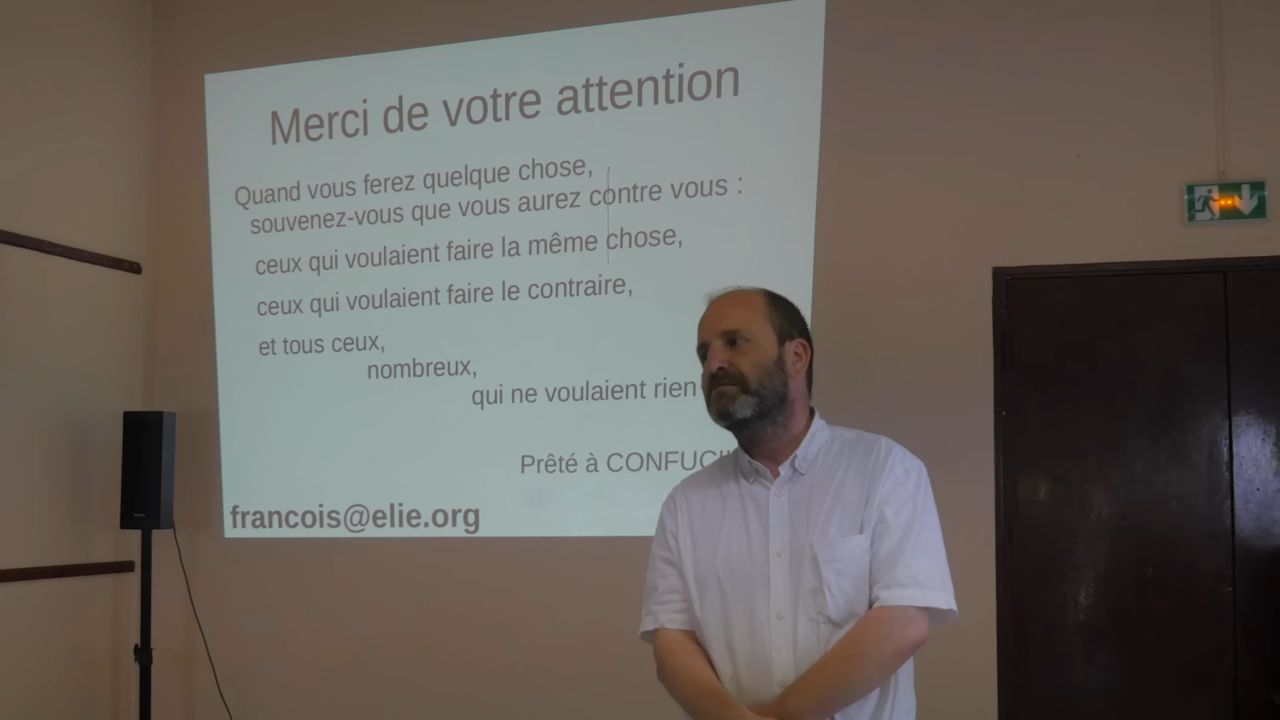 Merci de votre attention
Quand vous ferez quelque chose,
souvenez-vous que vous aurez contre vous :
ceux qui voulaient faire la même chose,
ceux qui voulaient faire le contraire,
et tous ceux,
nombreux,
qui ne voulaient rien
Prêté à
francois@elie.org